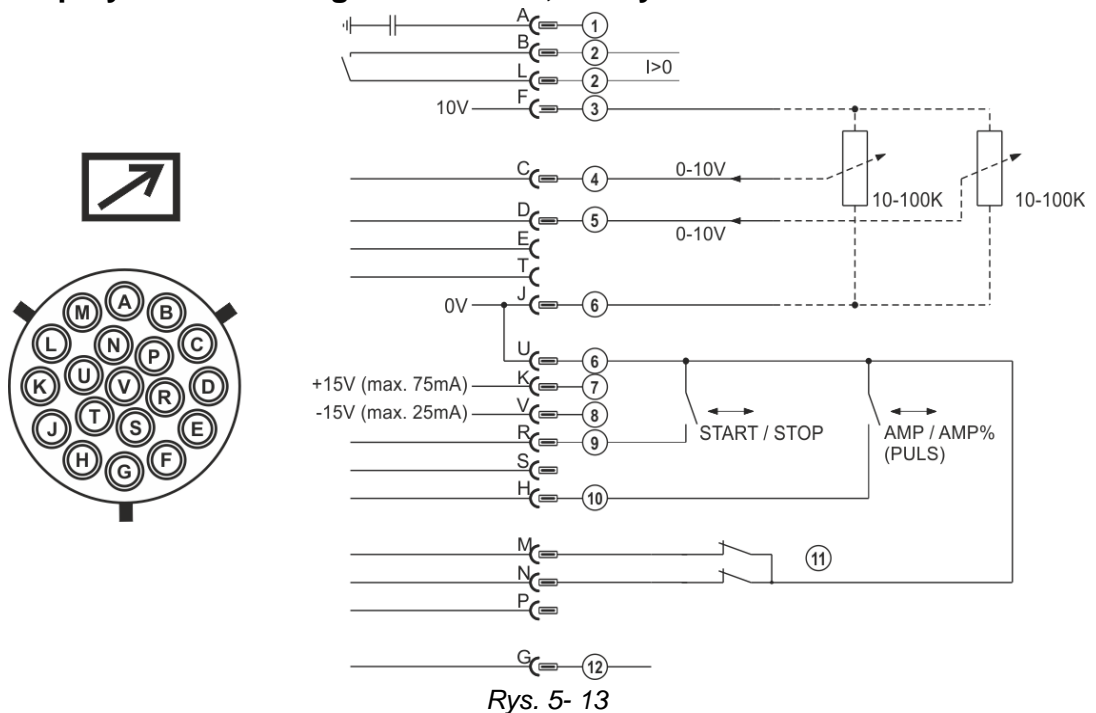 A 1
B 2
L 2 I>0
10V F 3
C 4 0-10V
10-100K 10-100K
D 5
0-10V
E
T
0V J 6
U 6
+15V (max. 75mA) K 7
-15V (max. 25mA) V 8
R 9 START / STOP AMP / AMP%
(PULS)
S
H 10
M 11
N
P
G 12
A
M B
L N P C
K U V R D
J T S E
H G F
Rys. 5- 13